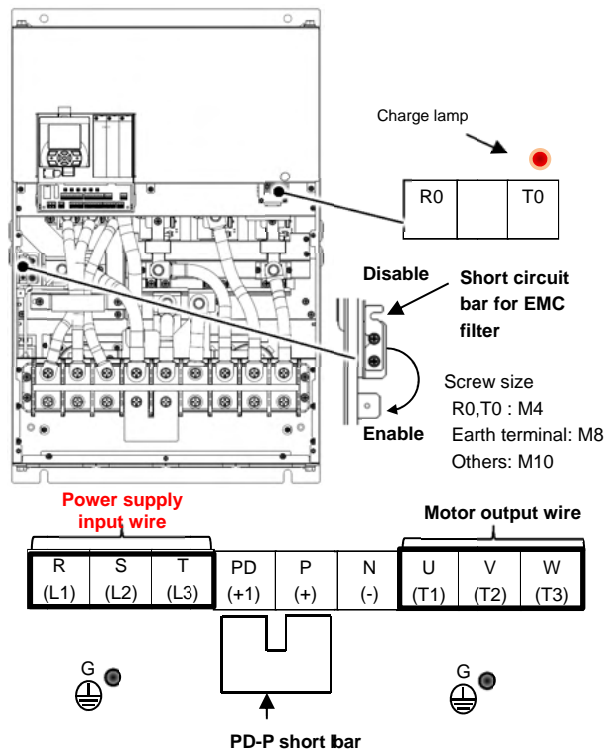 Charge lamp
R0 T0
Disable
Short circuit
bar for EMC
filter
Enable
Screw size
R0,T0 : M4
Earth terminal: M8
Others: M10
Power supply
input wire
Motor output wire
R S T PD P N U V W
(L1) (L2) (L3) (+1) (+) (-) (T1) (T2) (T3)
G G
PD-P short bar